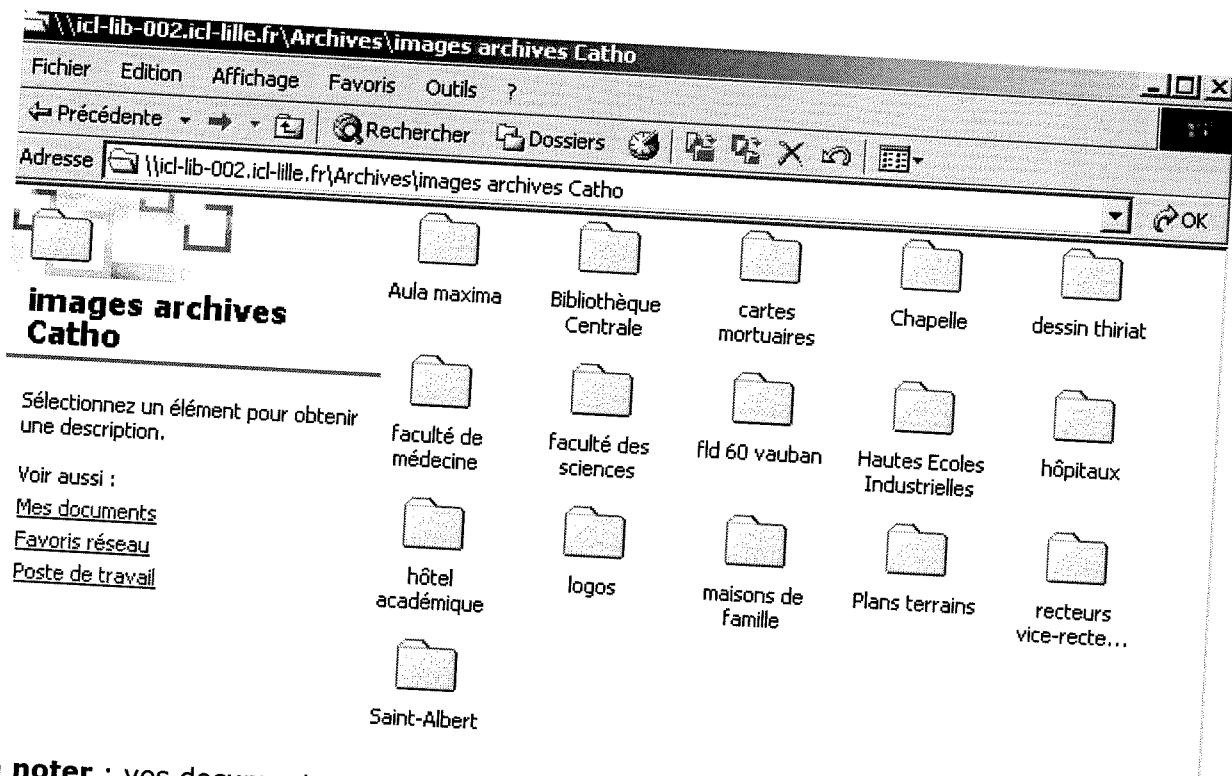 \\icl-lib-002.icl-lille.fr\Archives\images archives Catho
Fichier Edition Affichage Favoris Outils ?
Précédente Rechercher Dossiers
Adresse \\icl-lib-002.icl-lille.fr\Archives\images archives Catho OK
images archives
Catho
Sélectionnez un élément pour obtenir
une description.
Voir aussi :
Mes documents
Favoris réseau
Poste de travail
Aula maxima
Bibliothèque
Centrale
cartes
mortuaires
Chapelle
dessin thiriat
faculté de
médecine
faculté des
sciences
fld 60 vauban
Hautes Ecoles
Industrielles
hôpitaux
hôtel
académique
logos
maisons de
famille
Plans terrains
recteurs
vice-recte...
Saint-Albert
noter : vos